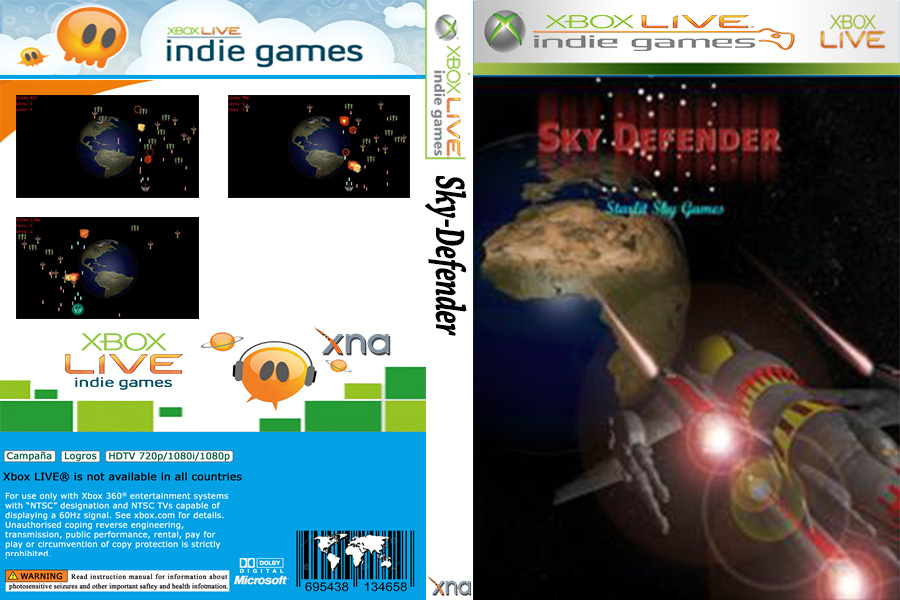 XBOX LIVE
indie games
XBOX LIVE
indie games
XBOX
LIVE
indie games
xna
Campaña Logros HDTV 720p/1080i/1080p
Xbox LIVE® is not available in all countries
For use only with Xbox 360® entertainment systems
with “NTSC” designation and NTSC TVs capable of
displaying a 60Hz signal. See xbox.com for details.
Unauthorised coping reverse engineering,
transmission, public performance, rental, pay for
play or circumvention of copy protection is strictly
prohibited.
WARNING Read instruction manual for information about
photosensitive seizures and other important saftey and health infotmation.
DOLBY
DIGITAL
Microsoft
695438 134658
Sky-Defender
xna
XBOX LIVE
indie games
XBOX
LIVE
SKY DEFENDER
Starlit Sky Games